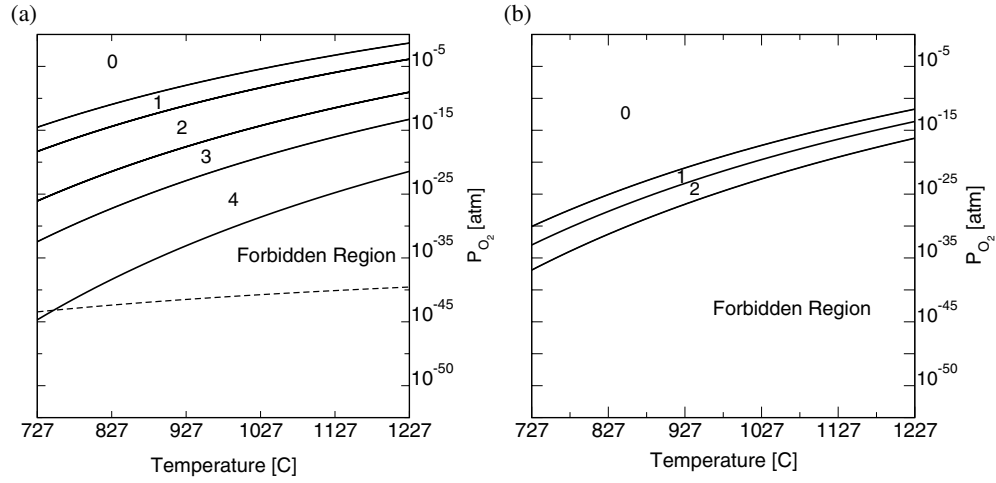 (a)
0
1
2
3
4
Forbidden Region
10^-5
10^-15
10^-25
10^-35
10^-45
10^-50
P_O2 [atm]
727 827 927 1027 1127 1227
Temperature [C]
(b)
0
1
2
Forbidden Region
10^-5
10^-15
10^-25
10^-35
10^-45
10^-50
P_O2 [atm]
727 827 927 1027 1127 1227
Temperature [C]